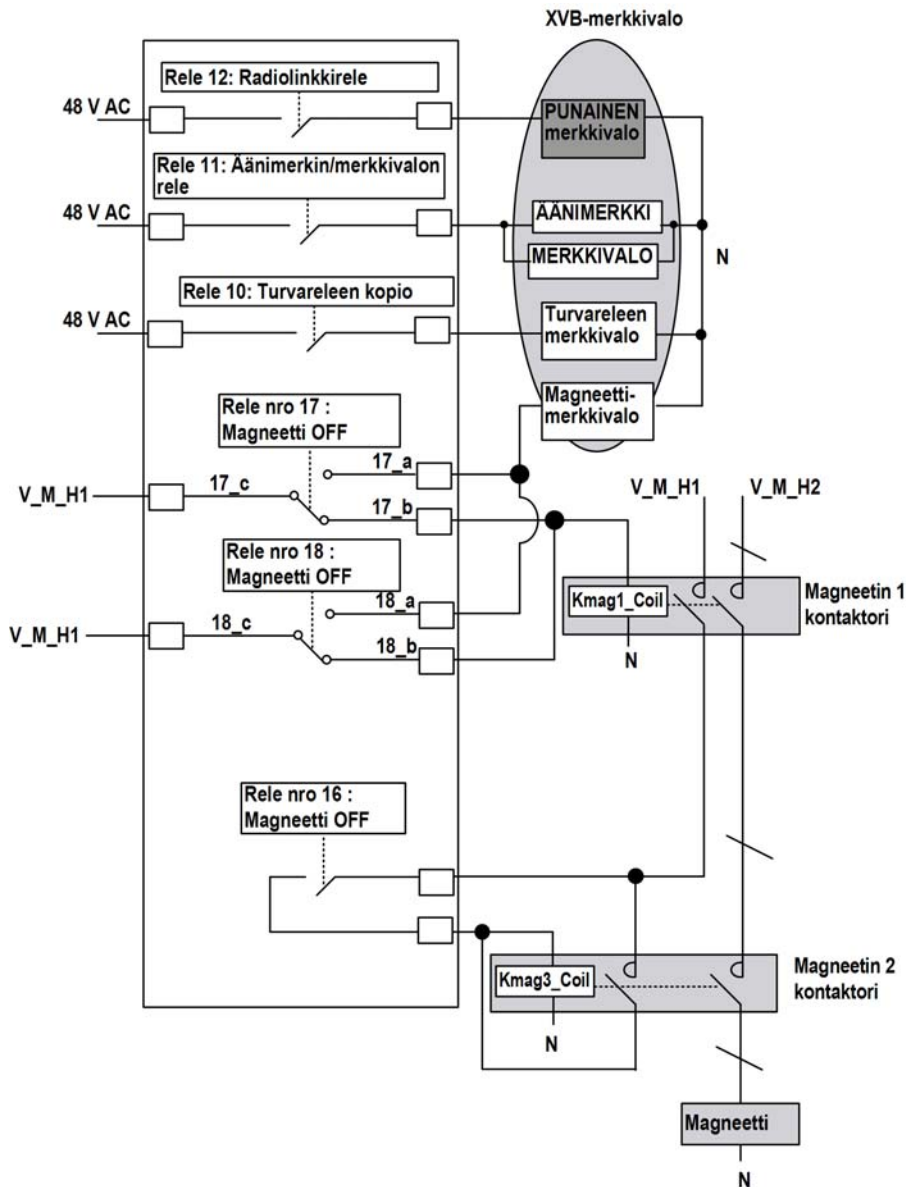 XVB-merkkivalo
Rele 12: Radiolinkkirele
48 V AC
PUNAINEN
merkkivalo
Rele 11: Äänimerkin/merkkivalon
rele
48 V AC
ÄÄNIMERKKI
MERKKIVALO
N
Rele 10: Turvareleen kopio
48 V AC
Turvareleen
merkkivalo
Magneetti-
merkkivalo
Rele nro 17 :
Magneetti OFF
17_a
V_M_H1
17_c
17_b
V_M_H1
V_M_H2
Rele nro 18 :
Magneetti OFF
18_a
V_M_H1
18_c
18_b
Kmag1_Coil
N
Magneetin 1
kontaktori
Rele nro 16 :
Magneetti OFF
Kmag3_Coil
N
Magneetin 2
kontaktori
Magneetti
N